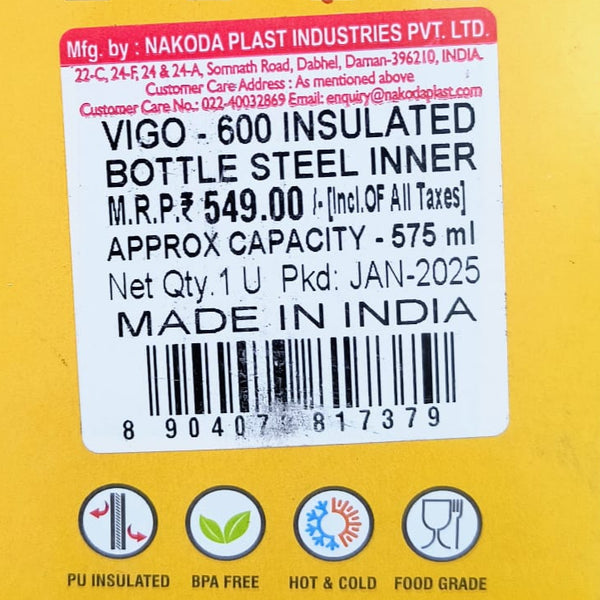 Mfg. by : NAKODA PLAST INDUSTRIES PVT. LTD.
22-C, 24-F, 24 & 24-A, Somnath Road, Dabhel, Daman-396210, INDIA.
Customer Care Address : As mentioned above
Customer Care No.: 022-40032869 Email: enquiry@nakodaplast.com
VIGO - 600 INSULATED
BOTTLE STEEL INNER
M.R.P.₹ 549.00 /- [Incl.OF All Taxes]
APPROX CAPACITY - 575 ml
Net Qty.1 U Pkd: JAN-2025
MADE IN INDIA
8 904073 817379
PU INSULATED BPA FREE HOT & COLD FOOD GRADE